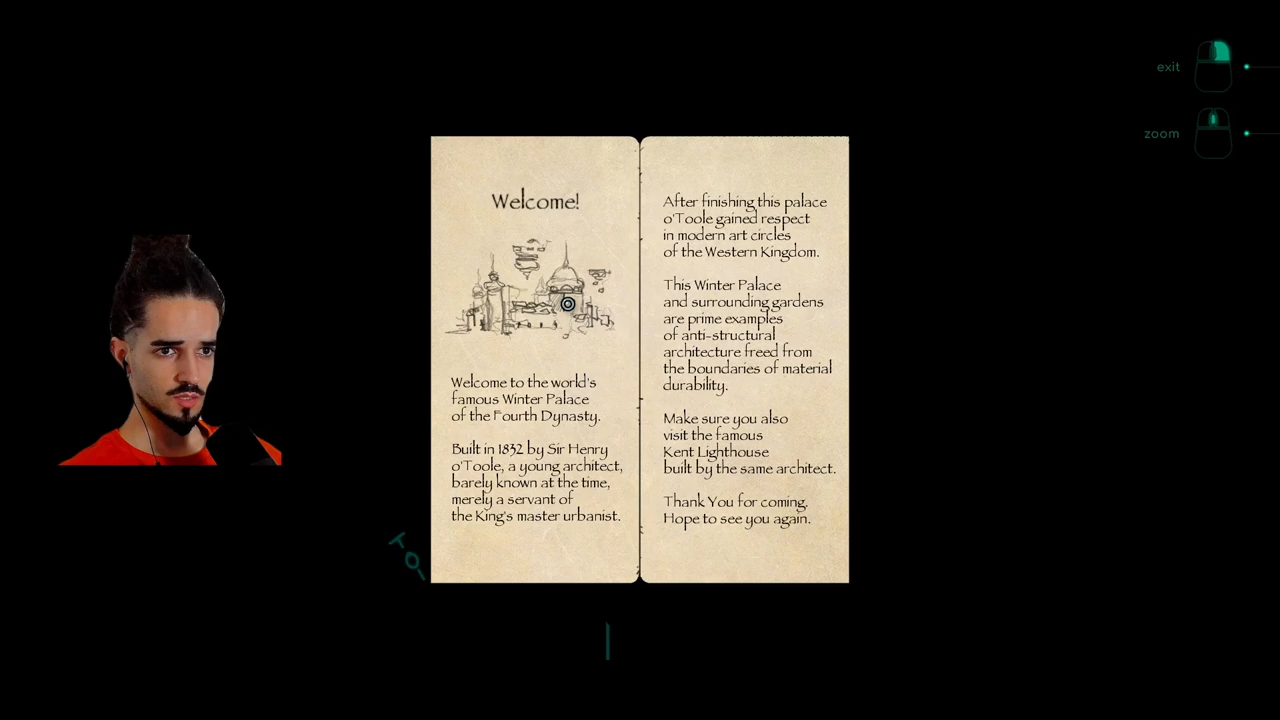 exit
zoom
Welcome!
Welcome to the world's
famous Winter Palace
of the Fourth Dynasty.
Built in 1832 by Sir Henry
o'Toole, a young architect,
barely known at the time,
merely a servant of
the King's master urbanist.
After finishing this palace
o'Toole gained respect
in modern art circles
of the Western Kingdom.
This Winter Palace
and surrounding gardens
are prime examples
of anti-structural
architecture freed from
the boundaries of material
durability.
Make sure you also
visit the famous
Kent Lighthouse
built by the same architect.
Thank You for coming.
Hope to see you again.